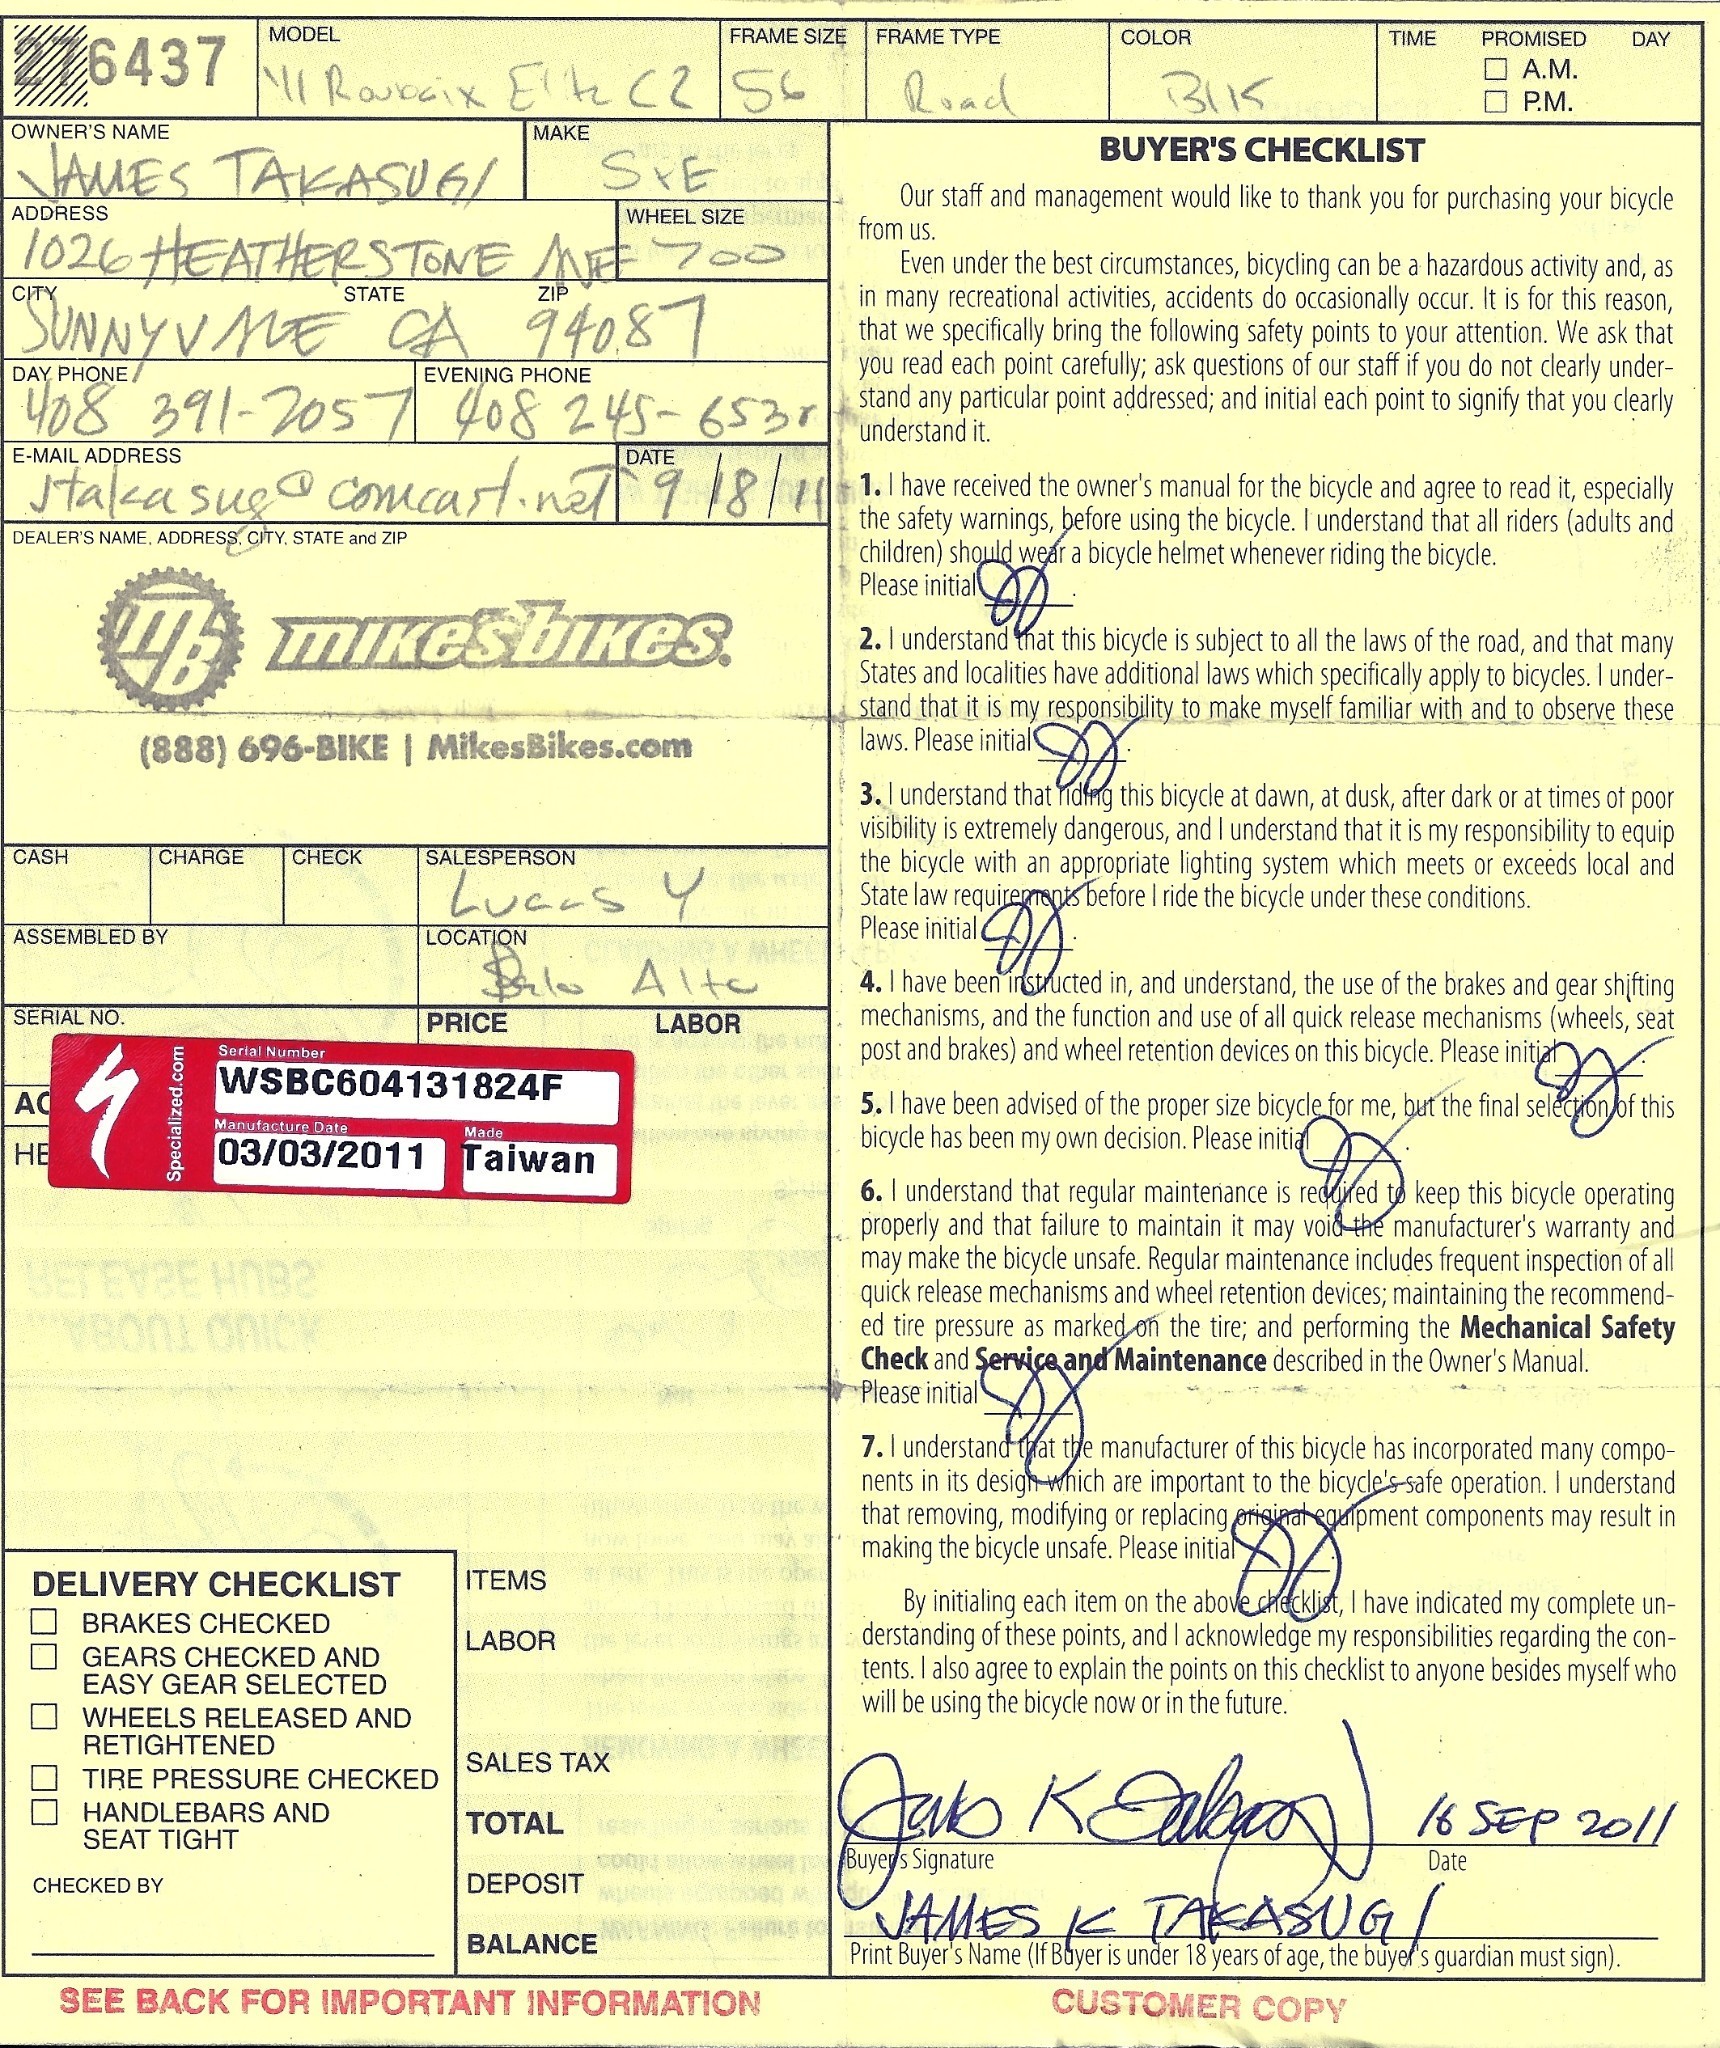 276437
MODEL
'11 Roubaix Elite C2
FRAME SIZE
56
FRAME TYPE
Road
COLOR
Blk
TIME PROMISED DAY
A.M.
P.M.
OWNER'S NAME
JAMES TAKASUGI
MAKE
ADDRESS
1026 HEATHERSTONE AVE
WHEEL SIZE
700
CITY STATE ZIP
SUNNYVALE CA 94087
DAY PHONE
408 391-2057
EVENING PHONE
408 245-
E-MAIL ADDRESS
jtakasug@comcast.net
DATE
9/18/11
DEALER'S NAME, ADDRESS, CITY, STATE and ZIP
MB mikesbikes.
(888) 696-BIKE | MikesBikes.com
CASH
CHARGE
CHECK
SALESPERSON
Lucas Y
ASSEMBLED BY
LOCATION
Palo Alto
SERIAL NO.
PRICE LABOR
AC
HE
Specialized.com
Serial Number
WSBC604131824F
Manufacture Date
03/03/2011
Made
Taiwan
DELIVERY CHECKLIST
BRAKES CHECKED
GEARS CHECKED AND
EASY GEAR SELECTED
WHEELS RELEASED AND
RETIGHTENED
TIRE PRESSURE CHECKED
HANDLEBARS AND
SEAT TIGHT
CHECKED BY
ITEMS
LABOR
SALES TAX
TOTAL
DEPOSIT
BALANCE
BUYER'S CHECKLIST
Our staff and management would like to thank you for purchasing your bicycle
from us.
Even under the best circumstances, bicycling can be a hazardous activity and, as
in many recreational activities, accidents do occasionally occur. It is for this reason,
that we specifically bring the following safety points to your attention. We ask that
you read each point carefully; ask questions of our staff if you do not clearly under-
stand any particular point addressed; and initial each point to signify that you clearly
understand it.
1. I have received the owner's manual for the bicycle and agree to read it, especially
the safety warnings, before using the bicycle. I understand that all riders (adults and
children) should wear a bicycle helmet whenever riding the bicycle.
Please initial .
2. I understand that this bicycle is subject to all the laws of the road, and that many
States and localities have additional laws which specifically apply to bicycles. I under-
stand that it is my responsibility to make myself familiar with and to observe these
laws. Please initial .
3. I understand that riding this bicycle at dawn, at dusk, after dark or at times of poor
visibility is extremely dangerous, and I understand that it is my responsibility to equip
the bicycle with an appropriate lighting system which meets or exceeds local and
State law requirements before I ride the bicycle under these conditions.
Please initial .
4. I have been instructed in, and understand, the use of the brakes and gear shifting
mechanisms, and the function and use of all quick release mechanisms (wheels, seat
post and brakes) and wheel retention devices on this bicycle. Please initial .
5. I have been advised of the proper size bicycle for me, but the final selection of this
bicycle has been my own decision. Please initial .
6. I understand that regular maintenance is required to keep this bicycle operating
properly and that failure to maintain it may void the manufacturer's warranty and
may make the bicycle unsafe. Regular maintenance includes frequent inspection of all
quick release mechanisms and wheel retention devices; maintaining the recommend-
ed tire pressure as marked on the tire; and performing the Mechanical Safety
Check and Service and Maintenance described in the Owner's Manual.
Please initial
7. I understand that the manufacturer of this bicycle has incorporated many compo-
nents in its design which are important to the bicycle's safe operation. I understand
that removing, modifying or replacing original equipment components may result in
making the bicycle unsafe. Please initial .
By initialing each item on the above checklist, I have indicated my complete un-
derstanding of these points, and I acknowledge my responsibilities regarding the con-
tents. I also agree to explain the points on this checklist to anyone besides myself who
will be using the bicycle now or in the future.
James K Takasugi 18 SEP 2011
Buyer's Signature Date
JAMES K TAKASUGI
Print Buyer's Name (If Buyer is under 18 years of age, the buyer's guardian must sign).
SEE BACK FOR IMPORTANT INFORMATION
CUSTOMER COPY